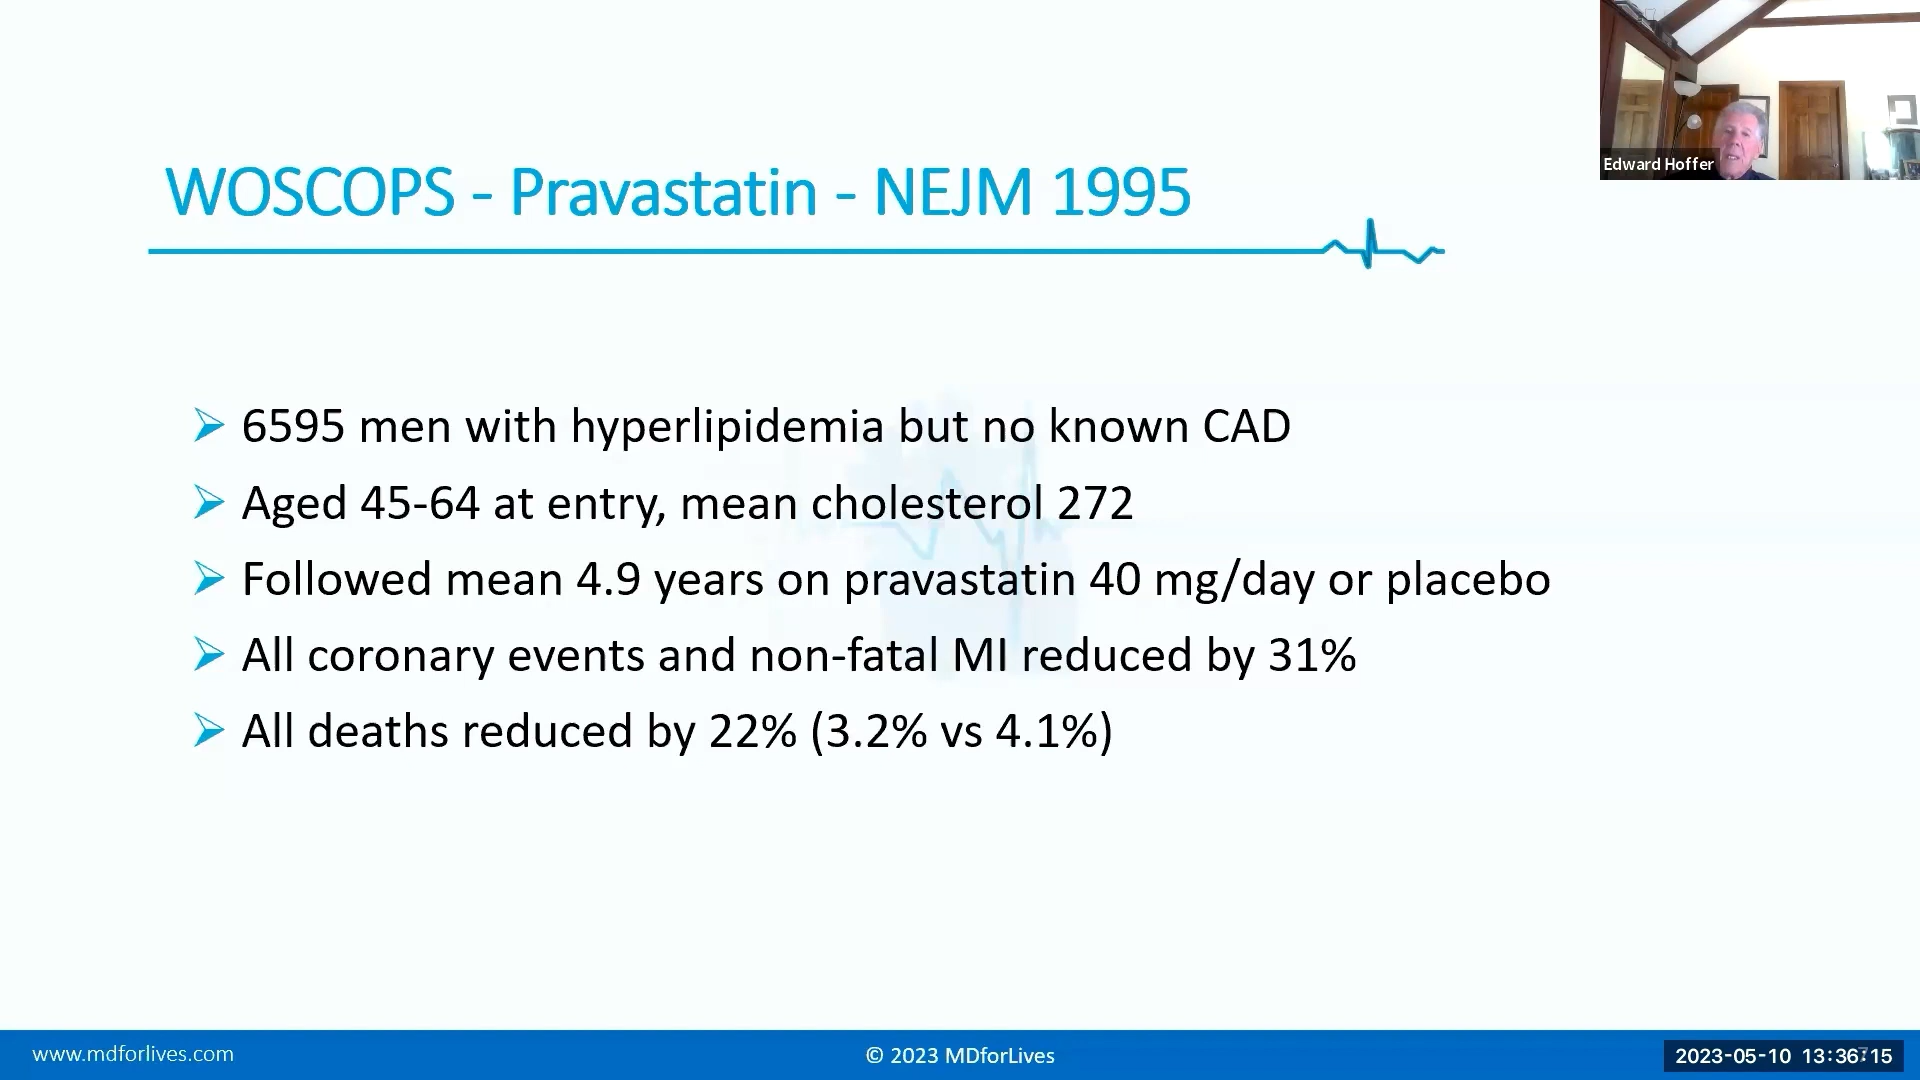 Edward Hoffer
WOSCOPS - Pravastatin - NEJM 1995
6595 men with hyperlipidemia but no known CAD
Aged 45-64 at entry, mean cholesterol 272
Followed mean 4.9 years on pravastatin 40 mg/day or placebo
All coronary events and non-fatal MI reduced by 31%
All deaths reduced by 22% (3.2% vs 4.1%)
www.mdforlives.com
© 2023 MDforLives
2023-05-10 13:36:15